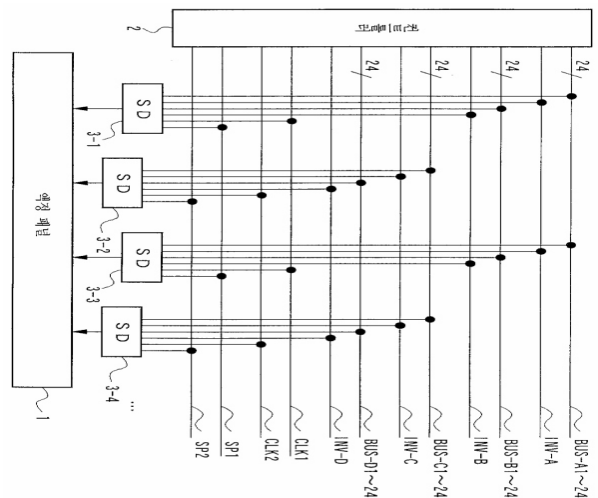 24
BUS-A1~24
INV-A
24
BUS-B1~24
INV-B
24
BUS-C1~24
INV-C
24
BUS-D1~24
INV-D
CLK1
CLK2
SP1
SP2
컨트롤러
2
SD
3-1
SD
3-2
SD
3-3
SD
3-4
...
액정 패널
1